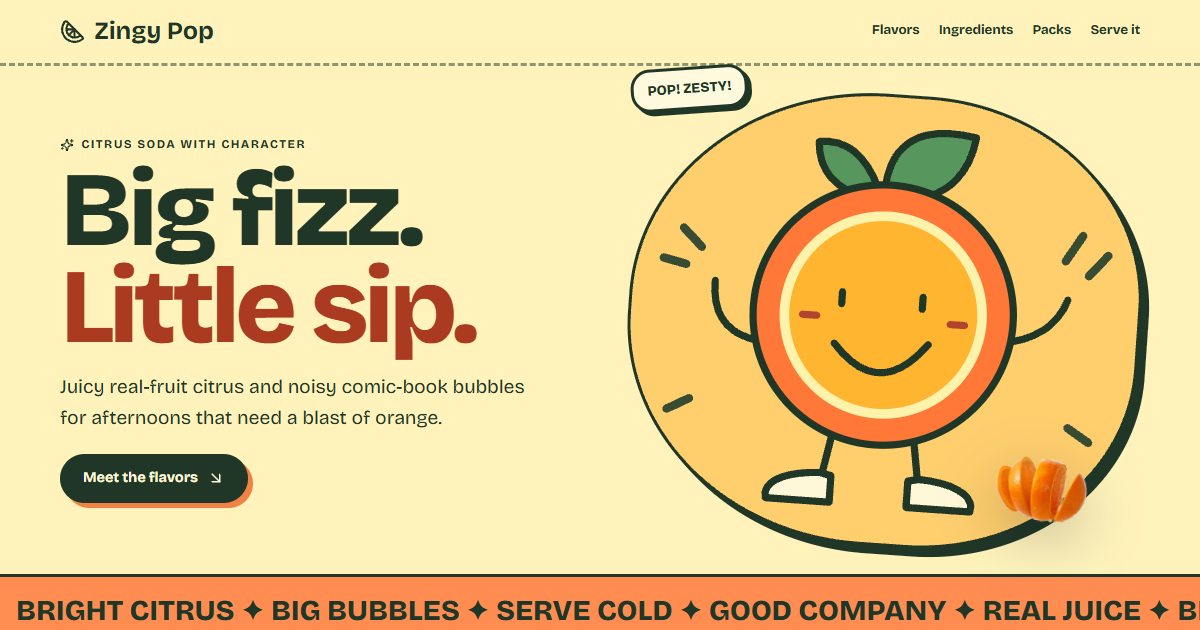 Zingy Pop
Flavors Ingredients Packs Serve it
POP! ZESTY!
CITRUS SODA WITH CHARACTER
Big fizz.
Little sip.
Juicy real-fruit citrus and noisy comic-book bubbles
for afternoons that need a blast of orange.
Meet the flavors
BRIGHT CITRUS ✦ BIG BUBBLES ✦ SERVE COLD ✦ GOOD COMPANY ✦ REAL JUICE ✦